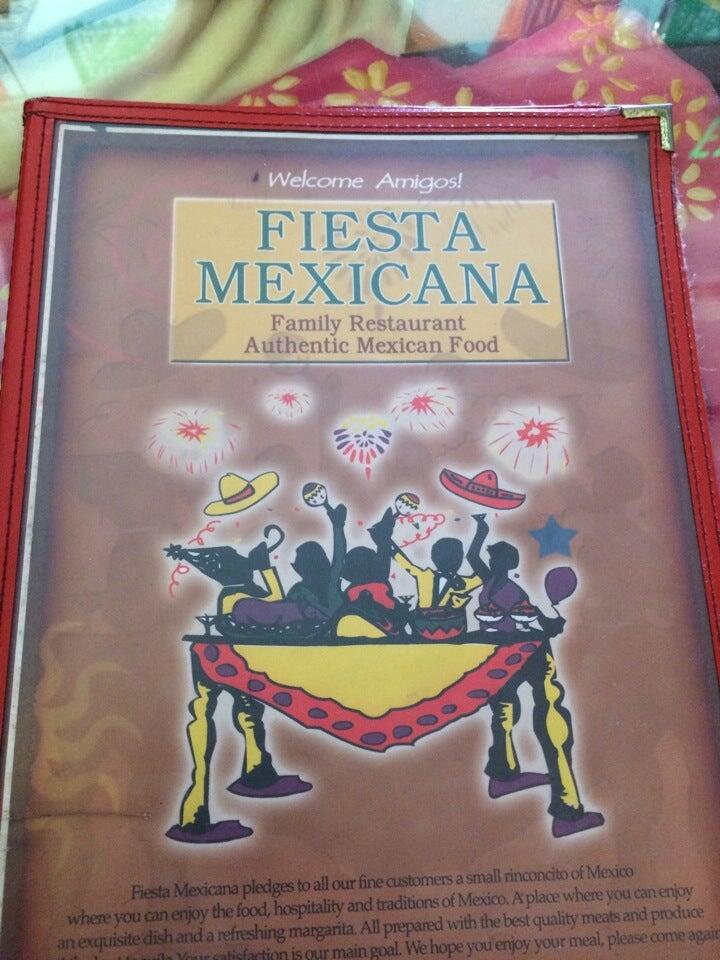 Welcome Amigos!
FIESTA
MEXICANA
Family Restaurant
Authentic Mexican Food
Fiesta Mexicana pledges to all our fine customers a small rinconcito of Mexico
where you can enjoy the food, hospitality and traditions of Mexico. A place where you can enjoy
an exquisite dish and a refreshing margarita. All prepared with the best quality meats and produce
Your satisfaction is our main goal. We hope you enjoy your meal, please come again